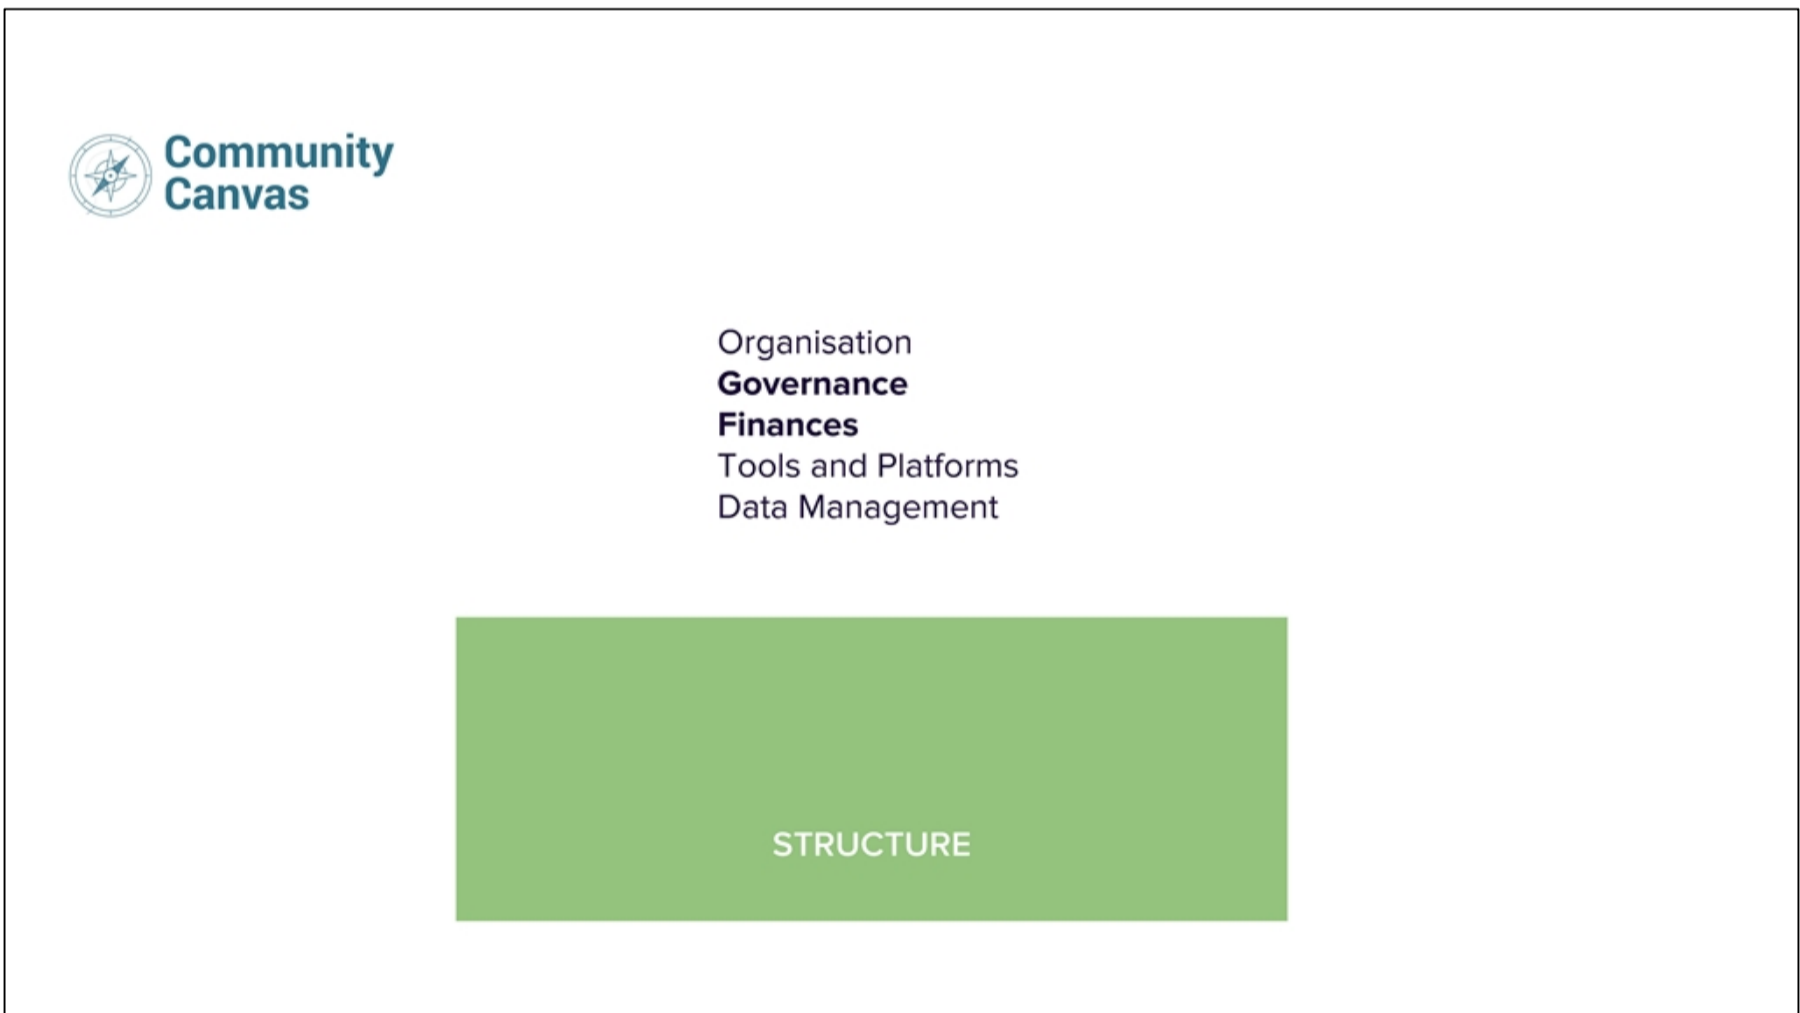 Community
Canvas
Organisation
Governance
Finances
Tools and Platforms
Data Management
STRUCTURE